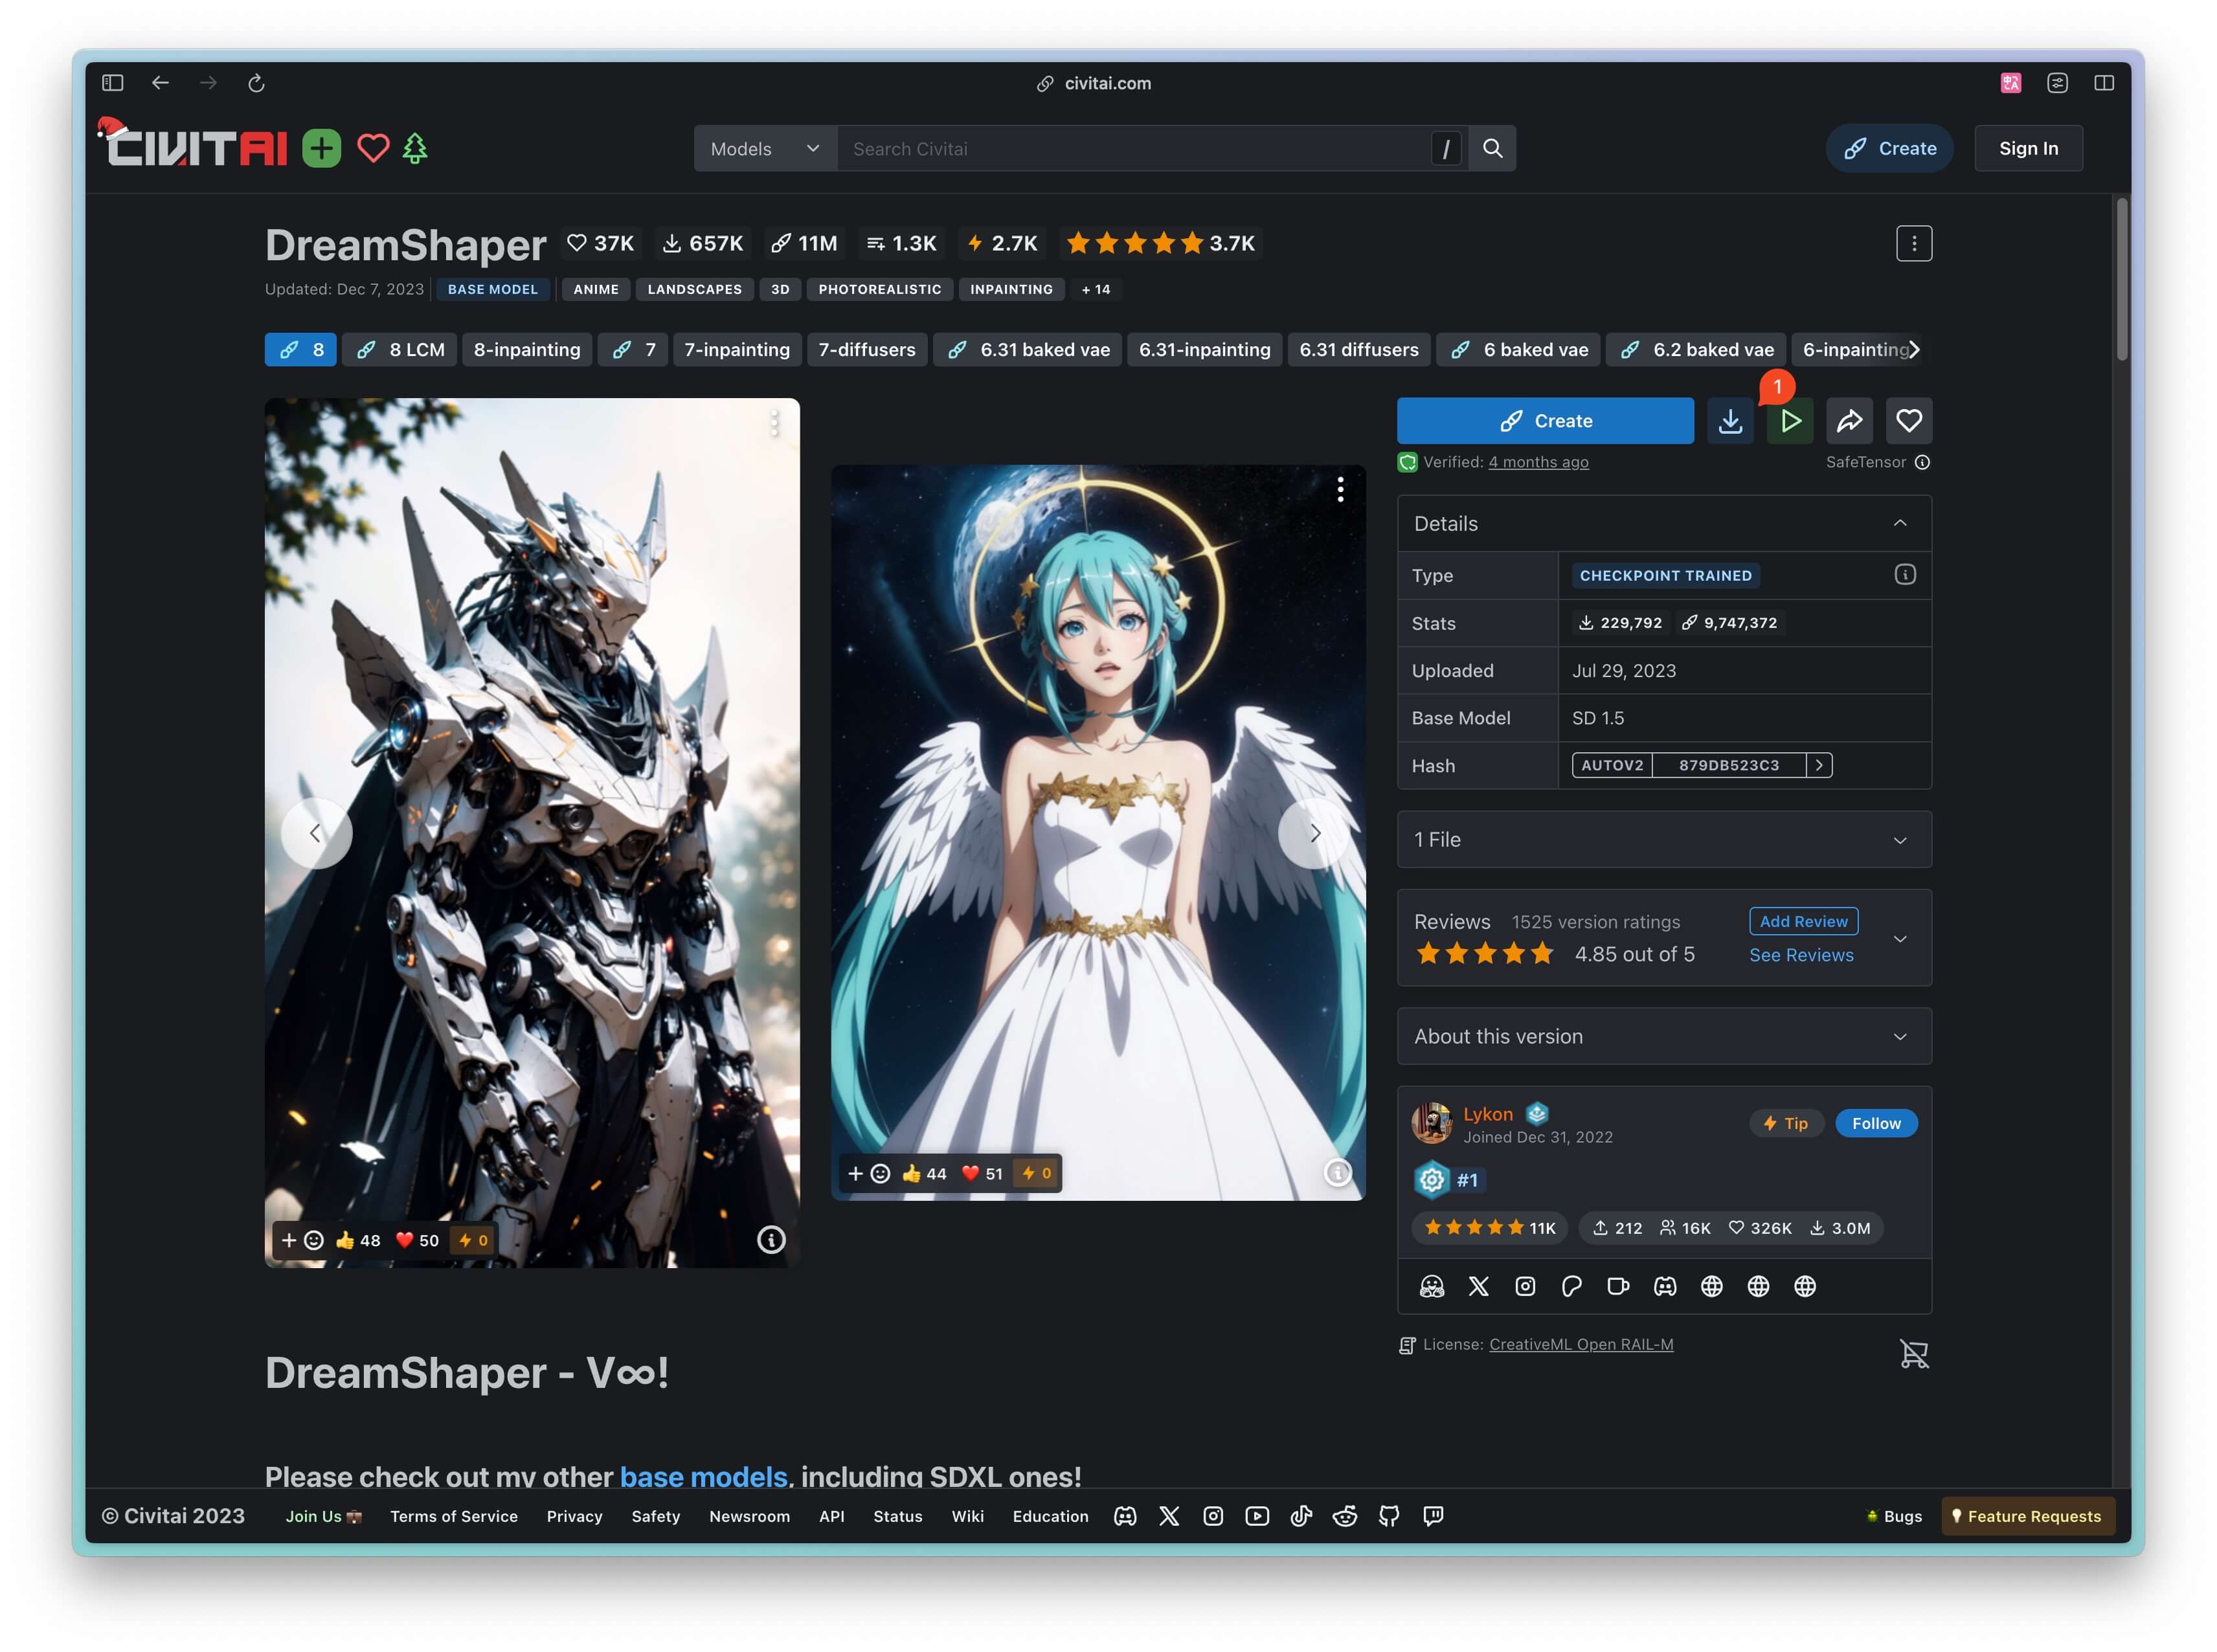 civitai.com
CIVITAI
Models
Search Civitai
/
Create
Sign In
DreamShaper
37K
657K
11M
1.3K
2.7K
3.7K
Updated: Dec 7, 2023
BASE MODEL
ANIME
LANDSCAPES
3D
PHOTOREALISTIC
INPAINTING
+ 14
8
8 LCM
8-inpainting
7
7-inpainting
7-diffusers
6.31 baked vae
6.31-inpainting
6.31 diffusers
6 baked vae
6.2 baked vae
6-inpainting
1
Create
Verified: 4 months ago
SafeTensor
Details
Type
CHECKPOINT TRAINED
Stats
229,792
9,747,372
Uploaded
Jul 29, 2023
Base Model
SD 1.5
Hash
AUTOV2
879DB523C3
1 File
Reviews
1525 version ratings
Add Review
4.85 out of 5
See Reviews
About this version
Lykon
Joined Dec 31, 2022
Tip
Follow
#1
11K
212
16K
326K
3.0M
License: CreativeML Open RAIL-M
44
51
0
48
50
0
DreamShaper - V∞!
Please check out my other base models, including SDXL ones!
© Civitai 2023
Join Us
Terms of Service
Privacy
Safety
Newsroom
API
Status
Wiki
Education
Bugs
Feature Requests